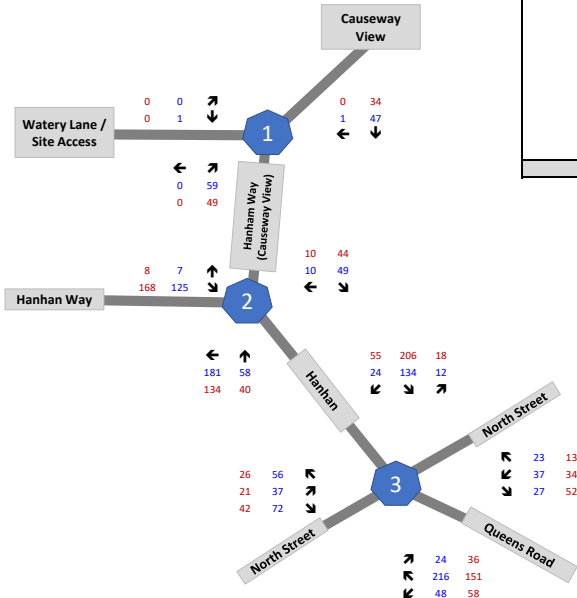 Causeway
View
0 0
0 34
0 1
1 47
Watery Lane /
Site Access
1
0 59
0 49
Hanham Way
(Causeway View)
10 44
8 7
10 49
168 125
Hanhan Way
2
181 58
134 40
Hanhan
55 206 18
24 134 12
North Street
23 13
37 34
27 52
26 56
21 37
42 72
3
North Street
Queens Road
24 36
216 151
48 58